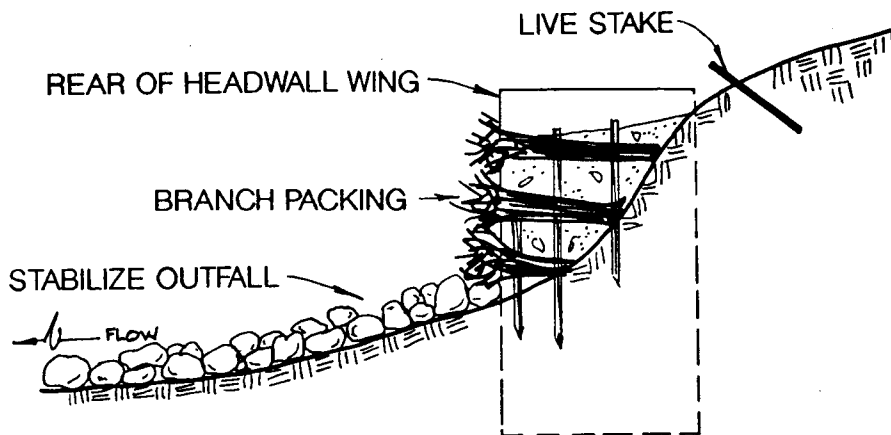 LIVE STAKE
REAR OF HEADWALL WING
BRANCH PACKING
STABILIZE OUTFALL
FLOW